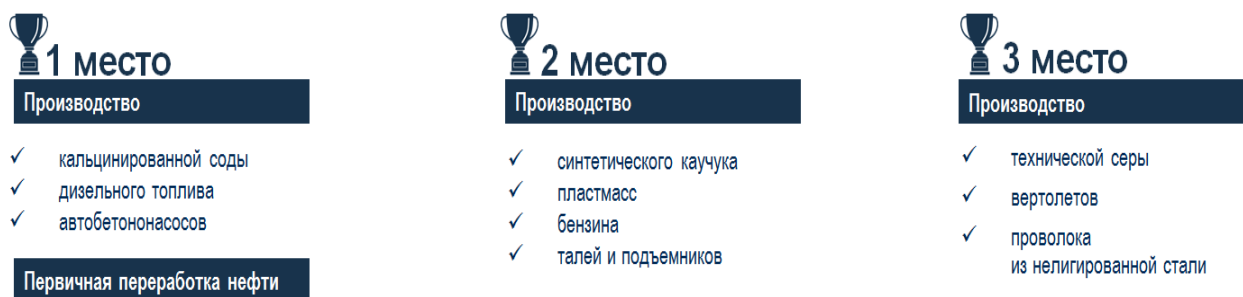 1 место
Производство
кальцинированной соды
дизельного топлива
автобетононасосов
Первичная переработка нефти
2 место
Производство
синтетического каучука
пластмасс
бензина
талей и подъемников
3 место
Производство
технической серы
вертолетов
проволока
из нелигированной стали